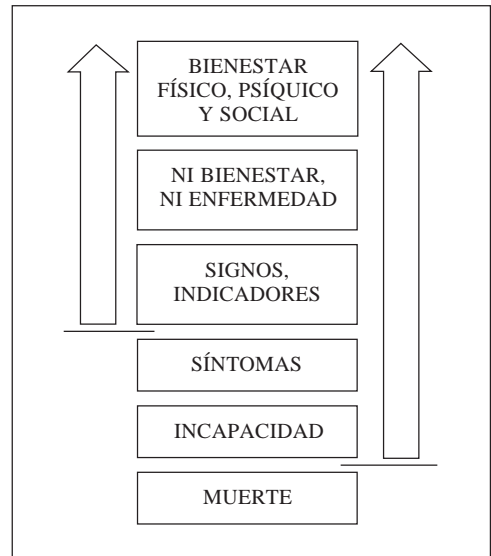 BIENESTAR
FÍSICO, PSÍQUICO
Y SOCIAL
NI BIENESTAR,
NI ENFERMEDAD
SIGNOS,
INDICADORES
SÍNTOMAS
INCAPACIDAD
MUERTE